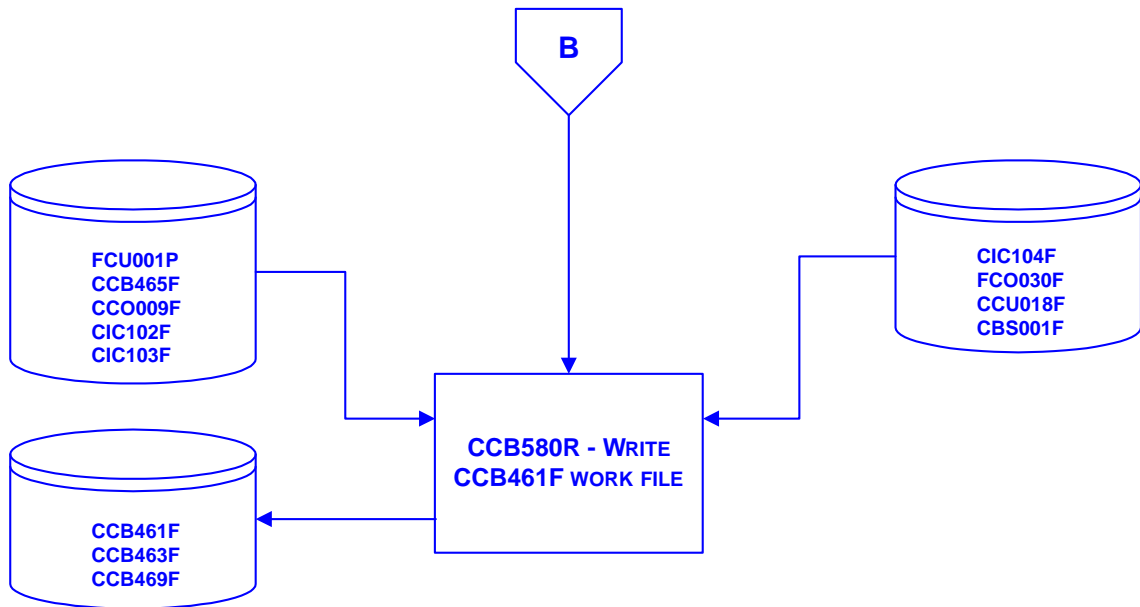 B
FCU001P
CCB465F
CCO009F
CIC102F
CIC103F
CIC104F
FCO030F
CCU018F
CBS001F
CCB580R - WRITE
CCB461F WORK FILE
CCB461F
CCB463F
CCB469F